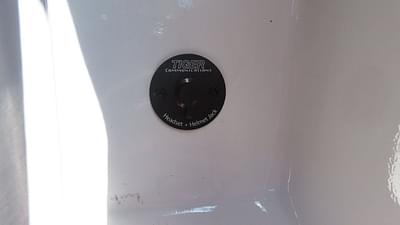 TIGER
COMMUNICATIONS
Headset + Helmet Jack